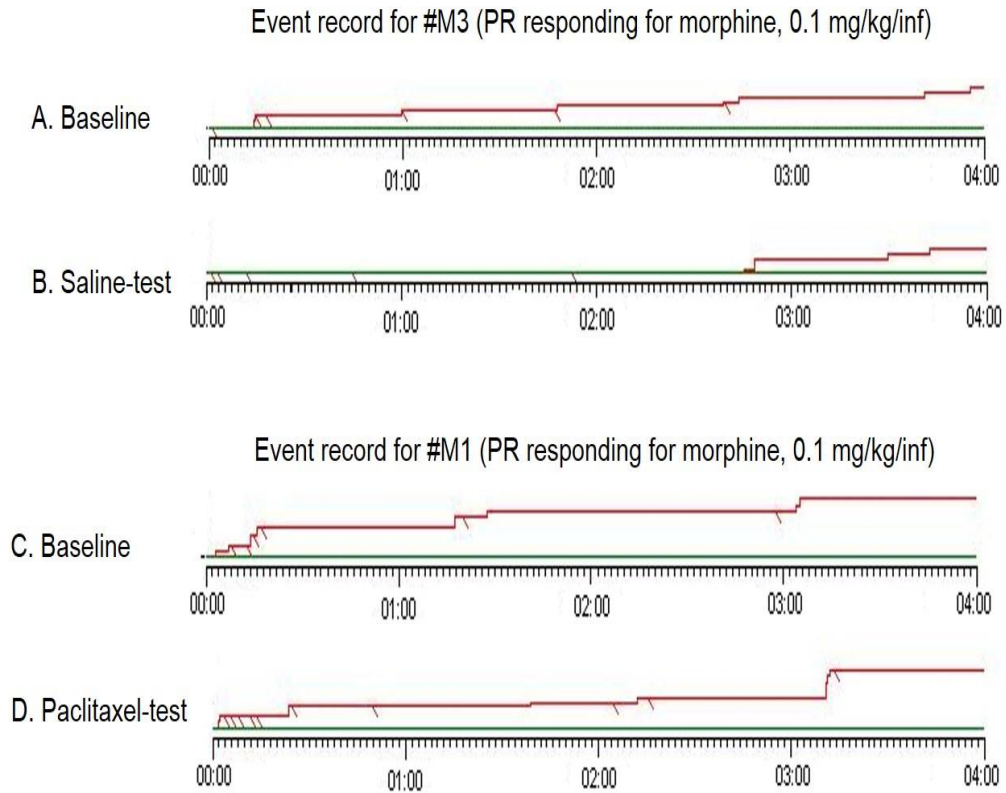 Event record for #M3 (PR responding for morphine, 0.1 mg/kg/inf)
A. Baseline
00:00 01:00 02:00 03:00 04:00
B. Saline-test
00:00 01:00 02:00 03:00 04:00
Event record for #M1 (PR responding for morphine, 0.1 mg/kg/inf)
C. Baseline
00:00 01:00 02:00 03:00 04:00
D. Paclitaxel-test
00:00 01:00 02:00 03:00 04:00